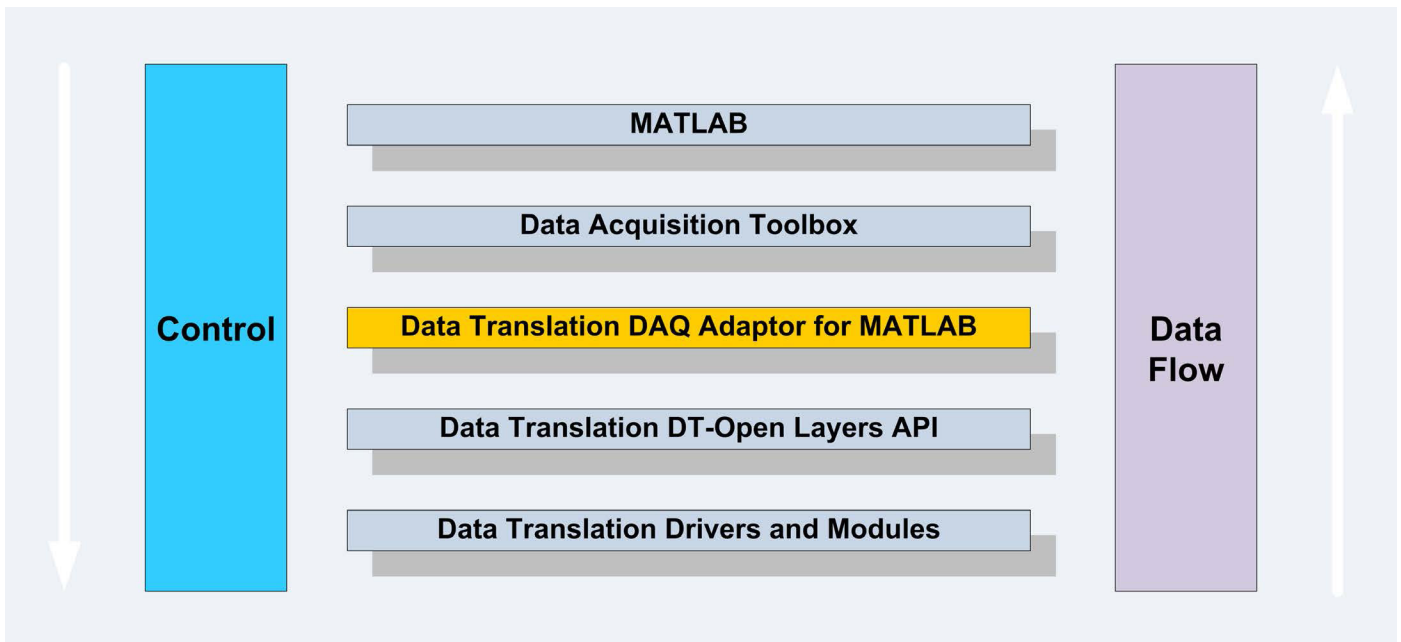 MATLAB
Data Acquisition Toolbox
Control
Data Translation DAQ Adaptor for MATLAB
Data
Flow
Data Translation DT-Open Layers API
Data Translation Drivers and Modules